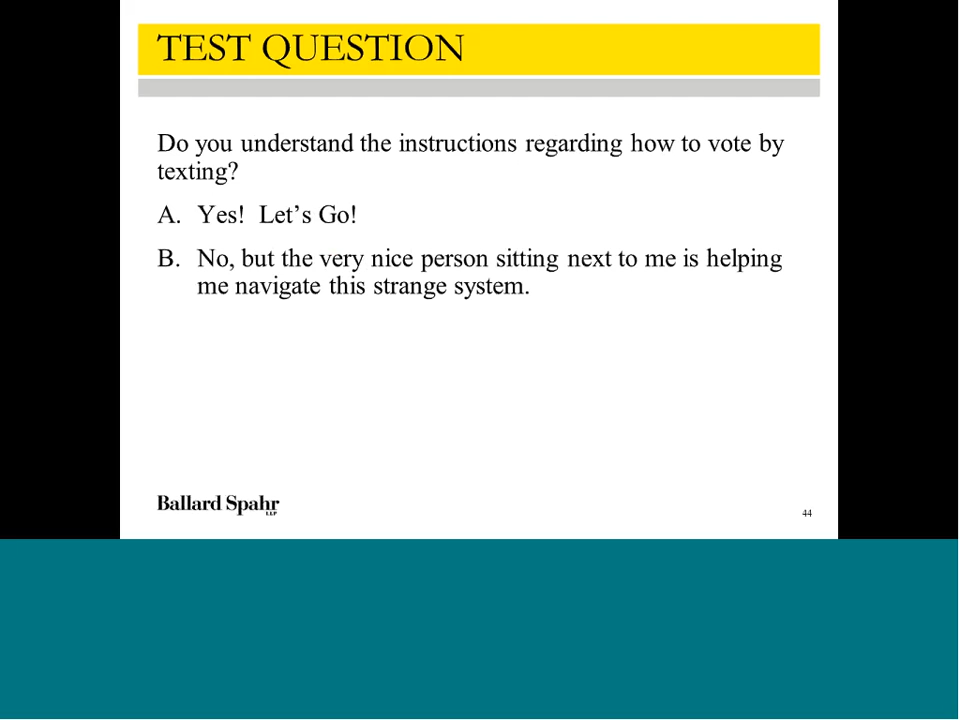 TEST QUESTION
Do you understand the instructions regarding how to vote by
texting?
A. Yes!  Let’s Go!
B. No, but the very nice person sitting next to me is helping
me navigate this strange system.
Ballard Spahr
LLP
44